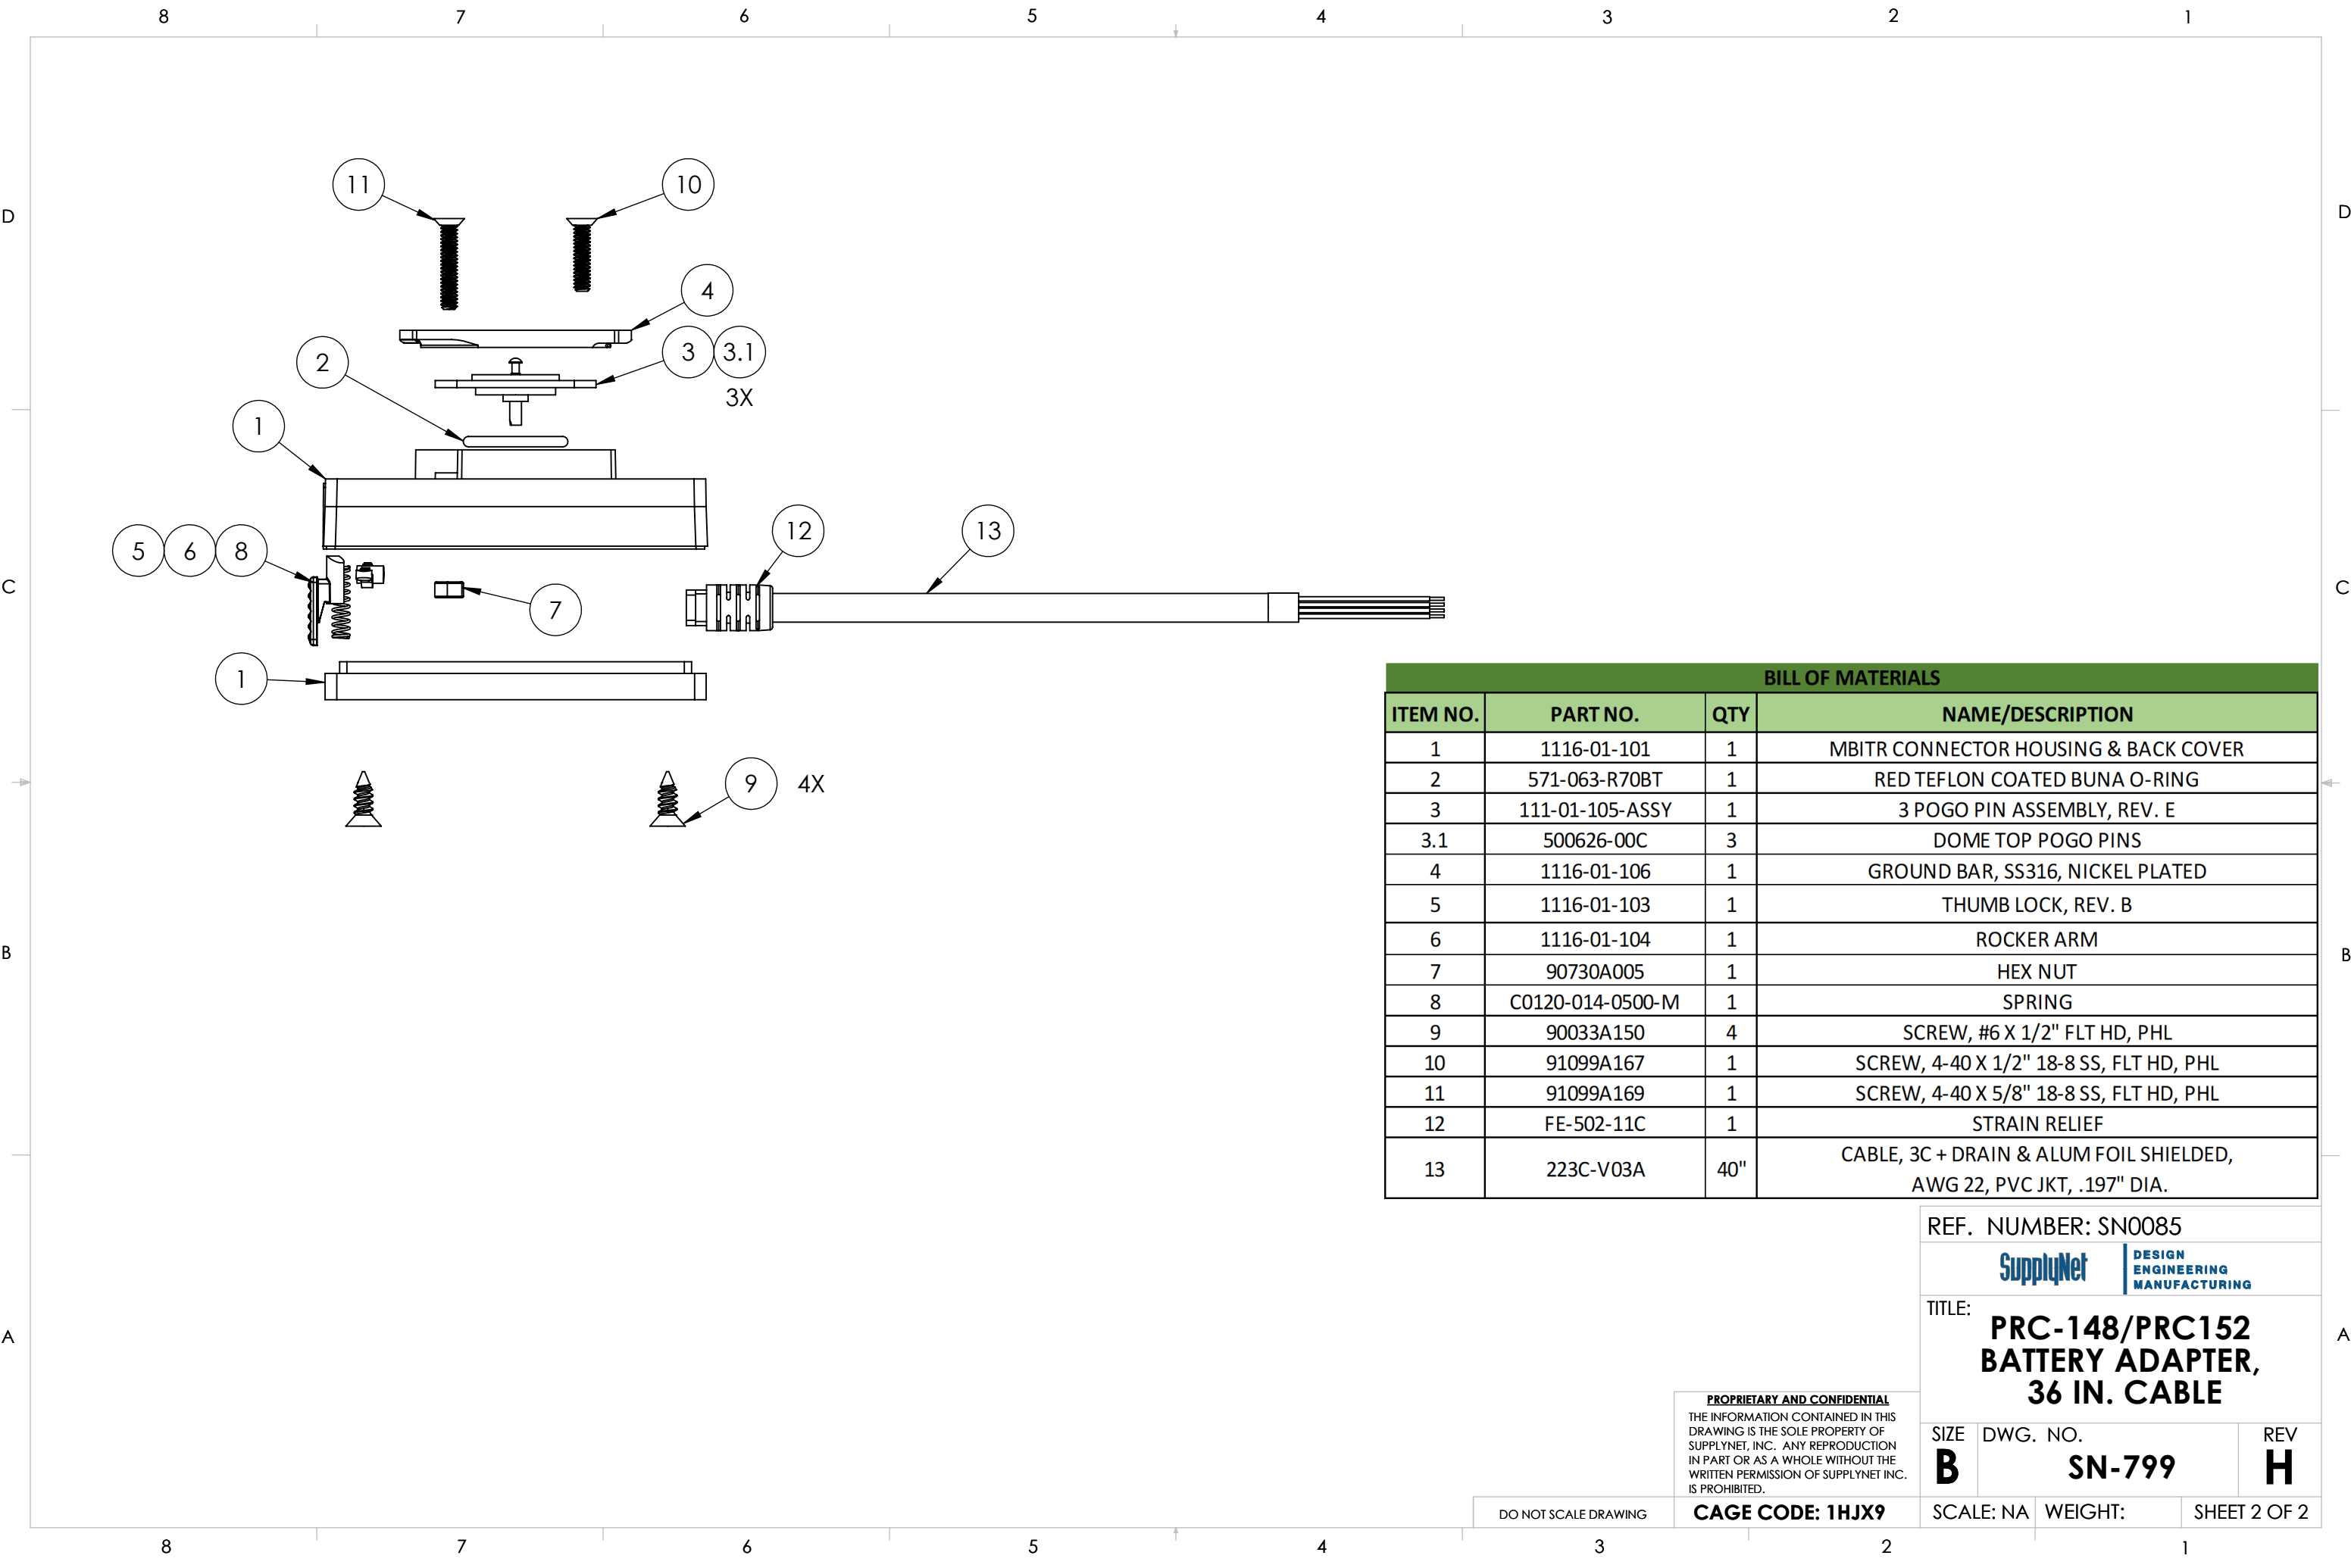 8 7 6 5 4 3 2 1
D D
11 10
4
3 3.1
3X
2
1
5 6 8
12 13
C C
7
1
9 4X
BILL OF MATERIALS
ITEM NO. PART NO. QTY NAME/DESCRIPTION
1 1116-01-101 1 MBITR CONNECTOR HOUSING & BACK COVER
2 571-063-R70BT 1 RED TEFLON COATED BUNA O-RING
3 111-01-105-ASSY 1 3 POGO PIN ASSEMBLY, REV. E
3.1 500626-00C 3 DOME TOP POGO PINS
4 1116-01-106 1 GROUND BAR, SS316, NICKEL PLATED
5 1116-01-103 1 THUMB LOCK, REV. B
6 1116-01-104 1 ROCKER ARM
7 90730A005 1 HEX NUT
8 C0120-014-0500-M 1 SPRING
9 90033A150 4 SCREW, #6 X 1/2" FLT HD, PHL
10 91099A167 1 SCREW, 4-40 X 1/2" 18-8 SS, FLT HD, PHL
11 91099A169 1 SCREW, 4-40 X 5/8" 18-8 SS, FLT HD, PHL
12 FE-502-11C 1 STRAIN RELIEF
13 223C-V03A 40" CABLE, 3C + DRAIN & ALUM FOIL SHIELDED,
AWG 22, PVC JKT, .197" DIA.
B B
REF. NUMBER: SN0085
SupplyNet
DESIGN
ENGINEERING
MANUFACTURING
TITLE:
PRC-148/PRC152
BATTERY ADAPTER,
36 IN. CABLE
A A
PROPRIETARY AND CONFIDENTIAL
THE INFORMATION CONTAINED IN THIS
DRAWING IS THE SOLE PROPERTY OF
SUPPLYNET, INC. ANY REPRODUCTION
IN PART OR AS A WHOLE WITHOUT THE
WRITTEN PERMISSION OF SUPPLYNET INC.
IS PROHIBITED.
SIZE DWG. NO. REV
B SN-799 H
DO NOT SCALE DRAWING CAGE CODE: 1HJX9 SCALE: NA WEIGHT: SHEET 2 OF 2
8 7 6 5 4 3 2 1